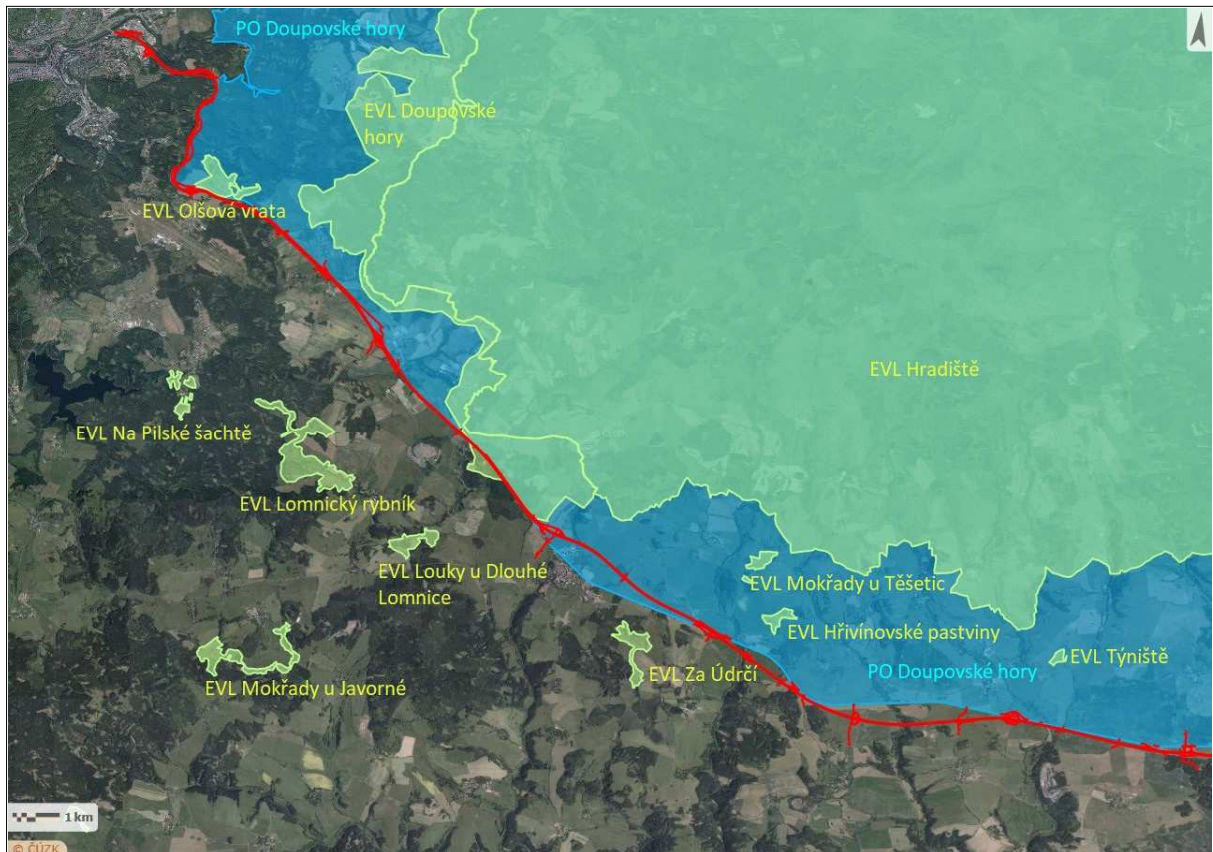 PO Doupovské hory
EVL Doupovské
hory
EVL Olšová vrata
EVL Hradiště
EVL Na Pilské šachtě
EVL Lomnický rybník
EVL Louky u Dlouhé
Lomnice
EVL Mokřady u Těšetic
EVL Hřivínovské pastviny
EVL Týniště
EVL Za Údrčí
PO Doupovské hory
EVL Mokřady u Javorné
1 km
© ČÚZK